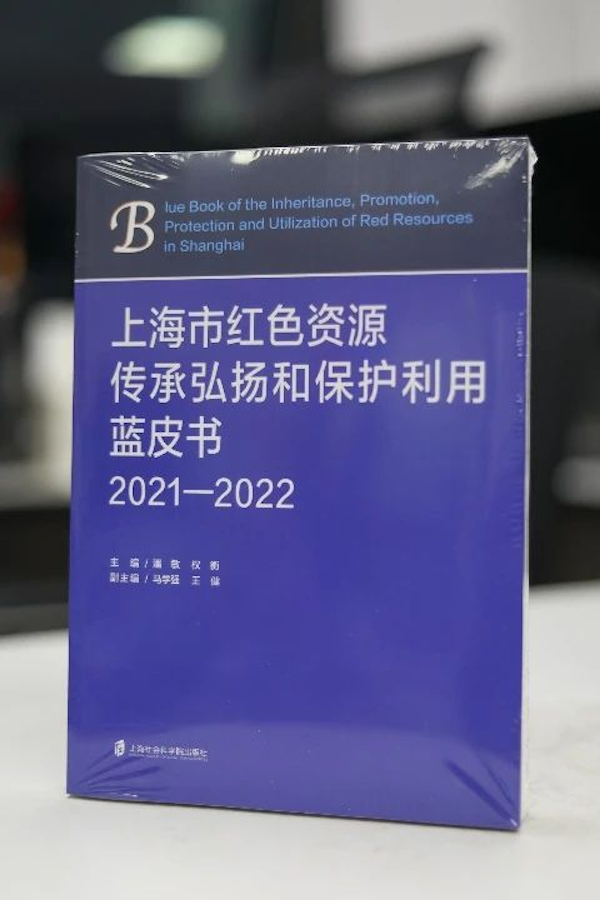 Blue Book of the Inheritance, Promotion,
Protection and Utilization of Red Resources
in Shanghai
上海市红色资源
传承弘扬和保护利用
蓝皮书
2021—2022
主 编 / 潘 敏 权 衡
副主编 / 马学强 王 健
上海社会科学院出版社